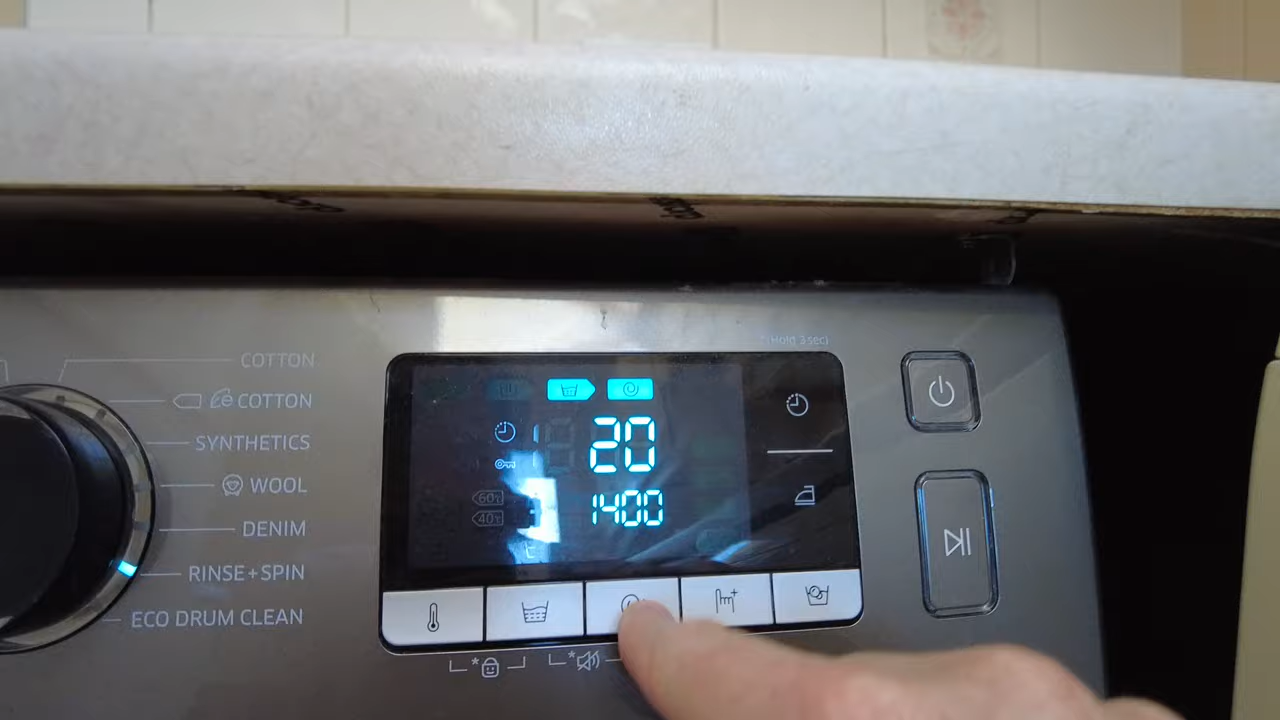 *(Hold 3 sec)
COTTON
COTTON
SYNTHETICS
WOOL
DENIM
RINSE+SPIN
ECO DRUM CLEAN
20
60℃
1400
40℃